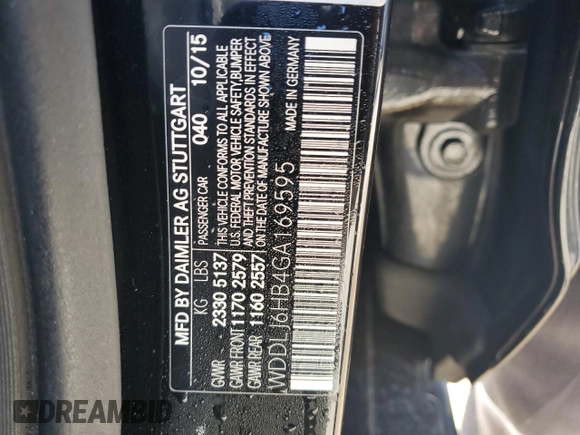 MFD BY DAIMLER AG STUTTGART 10/15
KG LBS PASSENGER CAR 040
GVWR 2330 5137
GVWR FRONT 1170 2579
GVWR REAR 1160 2557
THIS VEHICLE CONFORMS TO ALL APPLICABLE
U.S. FEDERAL MOTOR VEHICLE SAFETY,BUMPER
AND THEFT PREVENTION STANDARDS IN EFFECT
ON THE DATE OF MANUFACTURE SHOWN ABOVE
WDDLJ6HB4GA169595
MADE IN GERMANY
DREAMBID